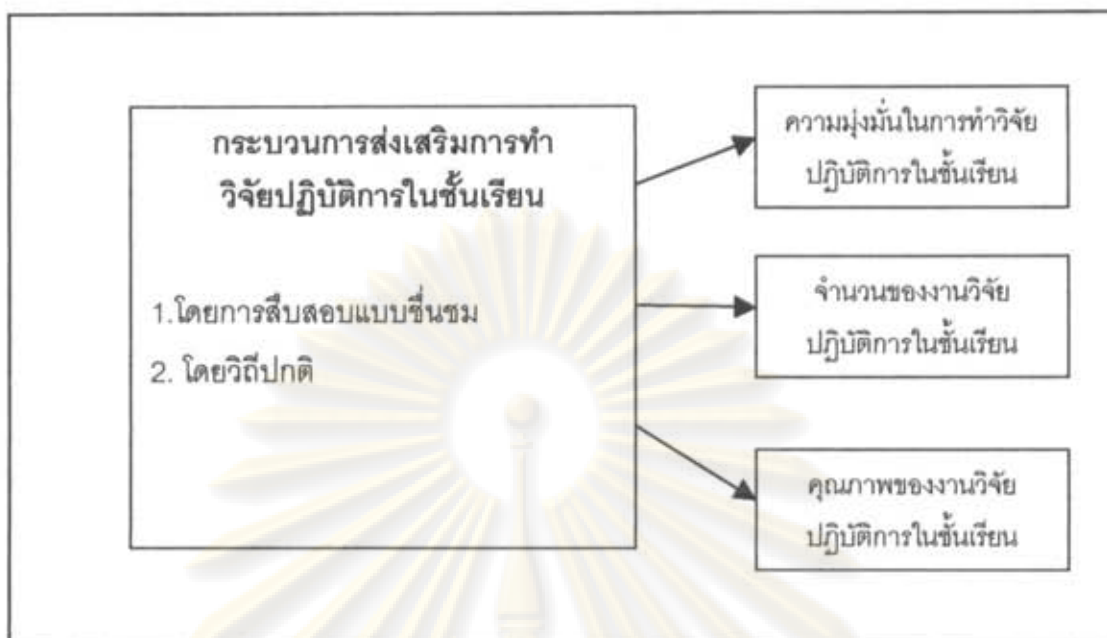 กระบวนการส่งเสริมการทำ
วิจัยปฏิบัติการในชั้นเรียน
1.โดยการสืบสอบแบบชื่นชม
2. โดยวิถีปกติ
ความมุ่งมั่นในการทำวิจัย
ปฏิบัติการในชั้นเรียน
จำนวนของงานวิจัย
ปฏิบัติการในชั้นเรียน
คุณภาพของงานวิจัย
ปฏิบัติการในชั้นเรียน